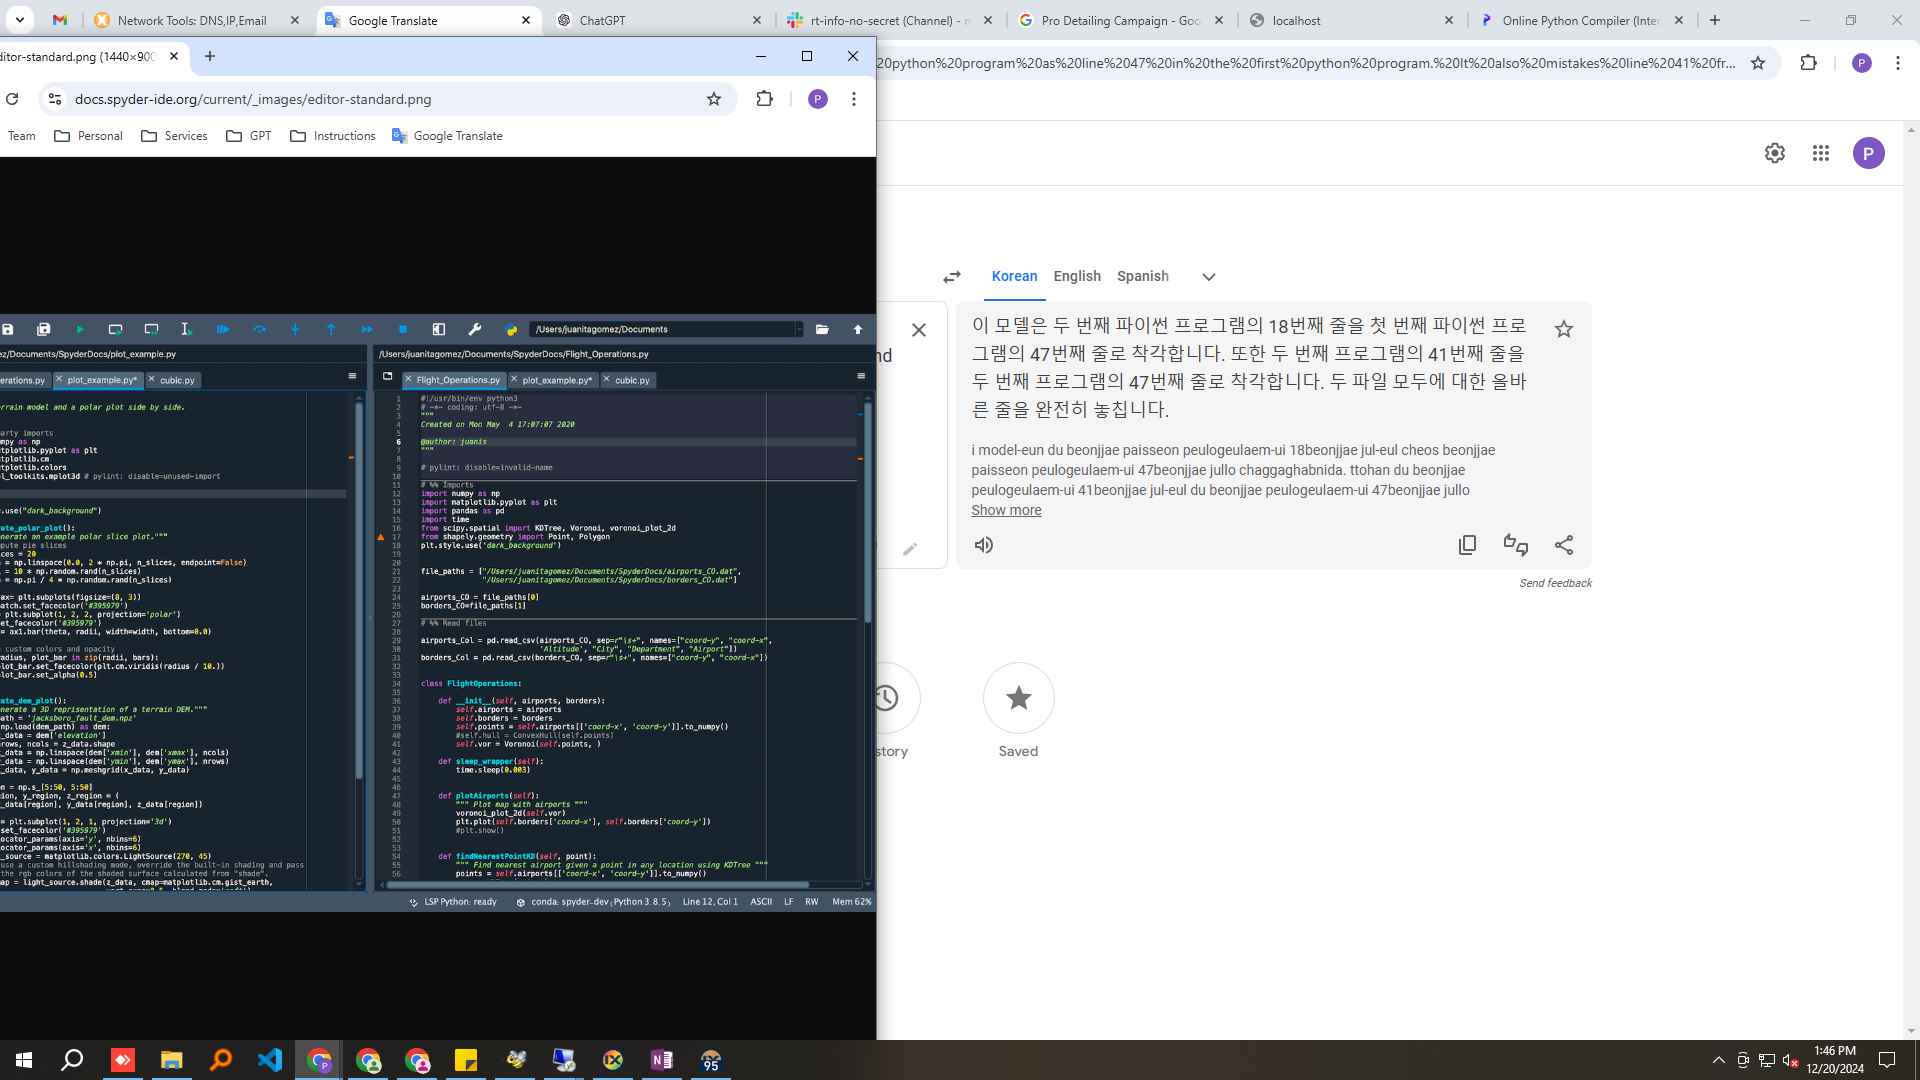 Network Tools: DNS,IP,Email
Google Translate
ChatGPT
rt-info-no-secret (Channel) -
Pro Detailing Campaign - Goo
localhost
Online Python Compiler (Inter
ditor-standard.png (1440×900
20python%20program%20as%20line%2047%20in%20the%20first%20python%20program.%20It%20also%20mistakes%20line%2041%20fr...
P
docs.spyder-ide.org/current/_images/editor-standard.png
P
Team
Personal
Services
GPT
Instructions
Google Translate
P
Korean
English
Spanish
nd
이 모델은 두 번째 파이썬 프로그램의 18번째 줄을 첫 번째 파이썬 프로
그램의 47번째 줄로 착각합니다. 또한 두 번째 프로그램의 41번째 줄을
두 번째 프로그램의 47번째 줄로 착각합니다. 두 파일 모두에 대한 올바
른 줄을 완전히 놓칩니다.
i model-eun du beonjjae paisseon peulogeulaem-ui 18beonjjae jul-eul cheos beonjjae
paisseon peulogeulaem-ui 47beonjjae jullo chaggaghabnida. ttohan du beonjjae
peulogeulaem-ui 41beonjjae jul-eul du beonjjae peulogeulaem-ui 47beonjjae jullo
Show more
Send feedback
story
Saved
/Users/juanitagomez/Documents
z/Documents/SpyderDocs/plot_example.py
erations.py
plot_example.py*
cubic.py
rrain model and a polar plot side by side.
arty imports
mpy as np
tplotlib.pyplot as plt
tplotlib.cm
tplotlib.colors
l_toolkits.mplot3d # pylint: disable=unused-import
.use("dark_background")
ate_polar_plot():
nerate an example polar slice plot."""
pute pie slices
ices = 20
= np.linspace(0.0, 2 * np.pi, n_slices, endpoint=False)
= 10 * np.random.rand(n_slices)
= np.pi / 4 * np.random.rand(n_slices)
ax= plt.subplots(figsize=(8, 3))
atch.set_facecolor('#395979')
= plt.subplot(1, 2, 2, projection='polar')
et_facecolor('#395979')
= ax1.bar(theta, radii, width=width, bottom=0.0)
custom colors and opacity
adius, plot_bar in zip(radii, bars):
lot_bar.set_facecolor(plt.cm.viridis(radius / 10.))
lot_bar.set_alpha(0.5)
ate_dem_plot():
nerate a 3D reprisentation of a terrain DEM."""
ath = 'jacksboro_fault_dem.npz'
np.load(dem_path) as dem:
_data = dem['elevation']
rows, ncols = z_data.shape
_data = np.linspace(dem['xmin'], dem['xmax'], ncols)
_data = np.linspace(dem['ymin'], dem['ymax'], nrows)
_data, y_data = np.meshgrid(x_data, y_data)
n = np.s_[5:50, 5:50]
ion, y_region, z_region = (
_data[region], y_data[region], z_data[region])
= plt.subplot(1, 2, 1, projection='3d')
set_facecolor('#395979')
ocator_params(axis='y', nbins=6)
ocator_params(axis='x', nbins=6)
_source = matplotlib.colors.LightSource(270, 45)
use a custom hillshading mode, override the built-in shading and pass
the rgb colors of the shaded surface calculated from "shade".
map = light_source.shade(z_data, cmap=matplotlib.cm.gist_earth,
/Users/juanitagomez/Documents/SpyderDocs/Flight_Operations.py
Flight_Operations.py
plot_example.py*
cubic.py
1 #!/usr/bin/env python3
2 # -*- coding: utf-8 -*-
3 """
4 Created on Mon May  4 17:07:07 2020
5
6 @author: juanis
7 """
8
9 # pylint: disable=invalid-name
10
11 # %% Imports
12 import numpy as np
13 import matplotlib.pyplot as plt
14 import pandas as pd
15 import time
16 from scipy.spatial import KDTree, Voronoi, voronoi_plot_2d
17 from shapely.geometry import Point, Polygon
18 plt.style.use('dark_background')
19
20
21 file_paths = ["/Users/juanitagomez/Documents/SpyderDocs/airports_CO.dat",
22 "/Users/juanitagomez/Documents/SpyderDocs/borders_CO.dat"]
23
24 airports_CO = file_paths[0]
25 borders_CO=file_paths[1]
26
27 # %% Read files
28
29 airports_Col = pd.read_csv(airports_CO, sep=r"\s+", names=["coord-y", "coord-x",
30 'Altitude', "City", "Department", "Airport"])
31 borders_Col = pd.read_csv(borders_CO, sep=r"\s+", names=["coord-y", "coord-x"])
32
33
34 class FlightOperations:
35
36 def __init__(self, airports, borders):
37 self.airports = airports
38 self.borders = borders
39 self.points = self.airports[['coord-x', 'coord-y']].to_numpy()
40 #self.hull = ConvexHull(self.points)
41 self.vor = Voronoi(self.points, )
42
43 def sleep_wrapper(self):
44 time.sleep(0.003)
45
46
47 def plotAirports(self):
48 """ Plot map with airports """
49 voronoi_plot_2d(self.vor)
50 plt.plot(self.borders['coord-x'], self.borders['coord-y'])
51 #plt.show()
52
53
54 def findNearestPointKD(self, point):
55 """ Find nearest airport given a point in any location using KDTree """
56 points = self.airports[['coord-x', 'coord-y']].to_numpy()
LSP Python: ready
conda: spyder-dev (Python 3.8.5)
Line 12, Col 1
ASCII
LF
RW
Mem 62%
P
95
1:46 PM
12/20/2024